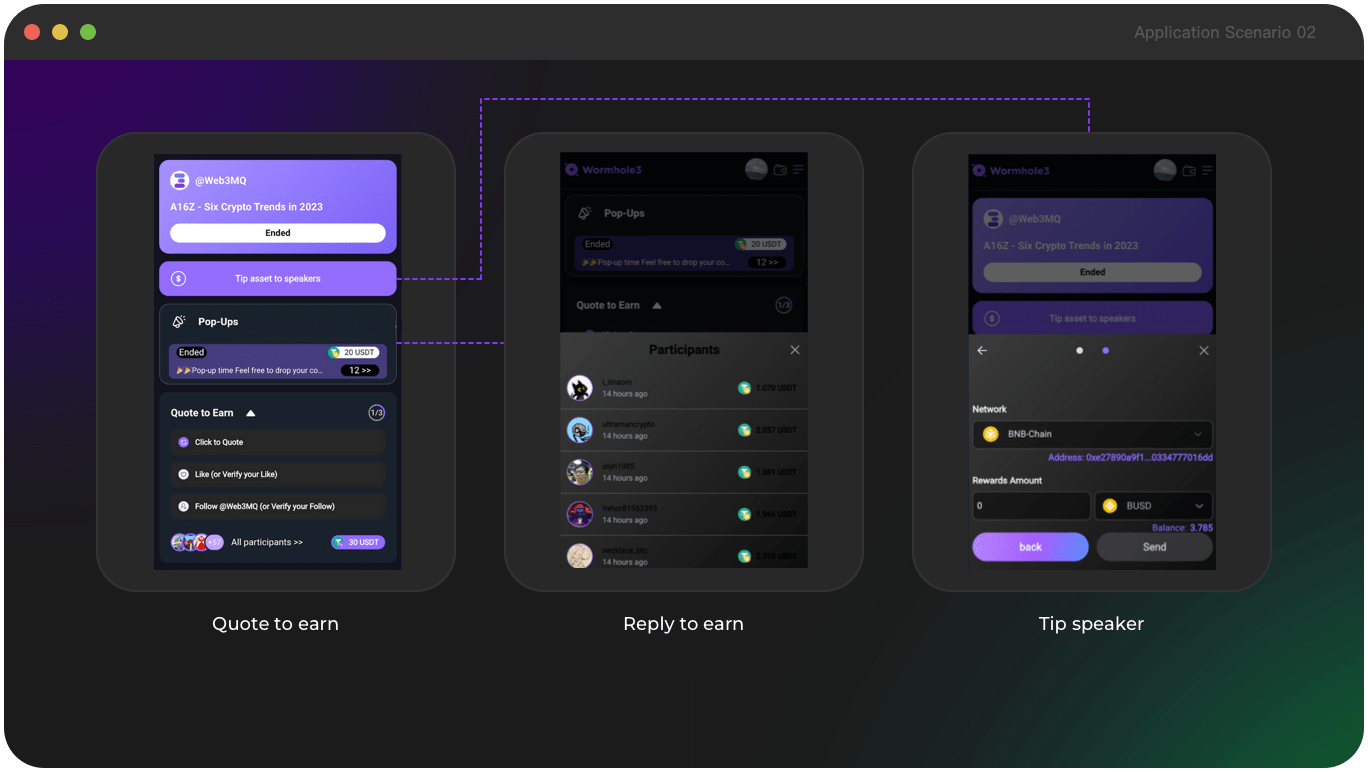 Application Scenario 02
@Web3MQ
A16Z - Six Crypto Trends in 2023
Ended
Tip asset to speakers
Pop-Ups
Ended
20 USDT
Pop-up time Feel free to drop your co...
12 >>
Quote to Earn
1/3
Click to Quote
Like (or Verify your Like)
Follow @Web3MQ (or Verify your Follow)
+57
All participants >>
30 USDT
Quote to earn
Wormhole3
Pop-Ups
Ended
20 USDT
Pop-up time Feel free to drop your co...
12 >>
Quote to Earn
1/3
Participants
i_tinaom
14 hours ago
1.070 USDT
ultramancrypto
14 hours ago
2.057 USDT
atyh1985
14 hours ago
1.081 USDT
Yehor81952393
14 hours ago
1.966 USDT
necklace_btc
14 hours ago
2.379 USDT
Reply to earn
Wormhole3
@Web3MQ
A16Z - Six Crypto Trends in 2023
Ended
Tip asset to speakers
Network
BNB-Chain
Address: 0xe27890a9f1...0334777016dd
Rewards Amount
0
BUSD
Balance: 3.785
back
Send
Tip speaker